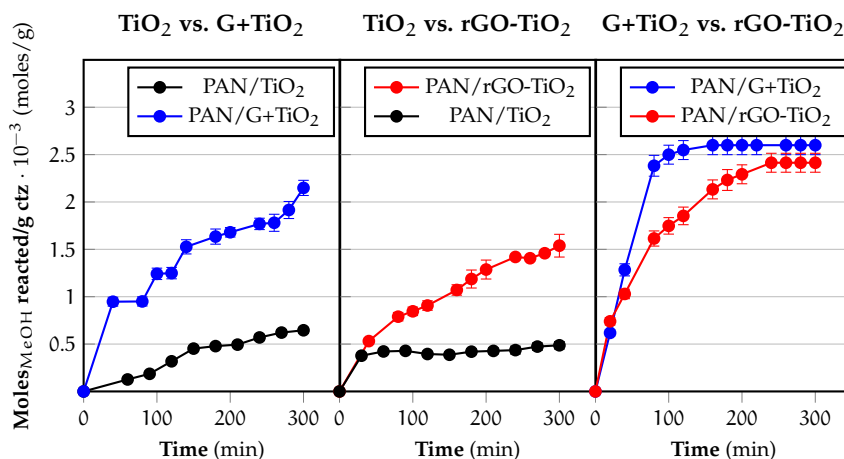 TiO₂ vs. G+TiO₂
TiO₂ vs. rGO-TiO₂
G+TiO₂ vs. rGO-TiO₂
Moles_MeOH reacted/g ctz · 10⁻³ (moles/g)
3
2.5
2
1.5
1
0.5
PAN/TiO₂
PAN/G+TiO₂
0 100 200 300
Time (min)
PAN/rGO-TiO₂
PAN/TiO₂
0 100 200 300
Time (min)
PAN/G+TiO₂
PAN/rGO-TiO₂
0 100 200 300
Time (min)